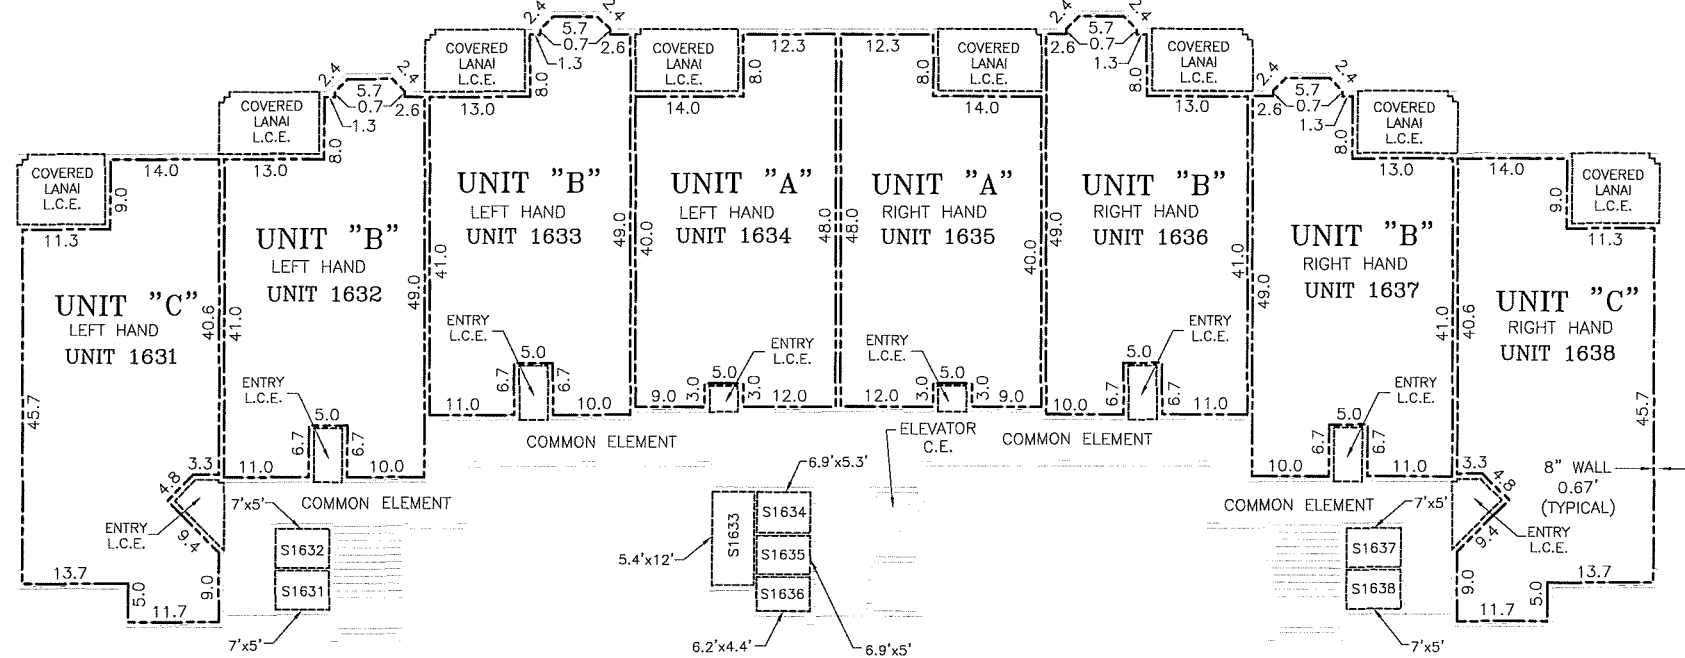 2.4
5.7
2.4
0.7
2.6
1.3
COVERED
LANAI
L.C.E.
13.0
8.0
COVERED
LANAI
L.C.E.
14.0
8.0
12.3
12.3
8.0
COVERED
LANAI
L.C.E.
14.0
2.4
5.7
2.4
0.7
2.6
1.3
8.0
COVERED
LANAI
L.C.E.
13.0
2.4
5.7
2.4
0.7
2.6
1.3
COVERED
LANAI
L.C.E.
13.0
8.0
2.4
5.7
2.4
0.7
2.6
1.3
8.0
COVERED
LANAI
L.C.E.
13.0
COVERED
LANAI
L.C.E.
14.0
9.0
11.3
14.0
9.0
COVERED
LANAI
L.C.E.
11.3
UNIT "C"
LEFT HAND
UNIT 1631
45.7
40.6
UNIT "B"
LEFT HAND
UNIT 1632
41.0
49.0
UNIT "B"
LEFT HAND
UNIT 1633
41.0
49.0
UNIT "A"
LEFT HAND
UNIT 1634
40.0
48.0
UNIT "A"
RIGHT HAND
UNIT 1635
48.0
40.0
UNIT "B"
RIGHT HAND
UNIT 1636
49.0
41.0
UNIT "B"
RIGHT HAND
UNIT 1637
49.0
41.0
UNIT "C"
RIGHT HAND
UNIT 1638
40.6
45.7
ENTRY
L.C.E.
5.0
6.7
6.7
11.0
10.0
ENTRY
L.C.E.
5.0
6.7
6.7
11.0
10.0
ENTRY
L.C.E.
5.0
3.0
3.0
9.0
12.0
ENTRY
L.C.E.
5.0
3.0
3.0
12.0
9.0
ENTRY
L.C.E.
5.0
6.7
6.7
10.0
11.0
ENTRY
L.C.E.
5.0
6.7
6.7
10.0
11.0
COMMON ELEMENT
COMMON ELEMENT
ELEVATOR
C.E.
COMMON ELEMENT
COMMON ELEMENT
3.3
4.8
9.4
ENTRY
L.C.E.
13.7
5.0
11.7
9.0
7'x5'
S1632
S1631
7'x5'
6.9'x5.3'
S1633
S1634
S1635
S1636
5.4'x12'
6.2'x4.4'
6.9'x5'
7'x5'
S1637
S1638
7'x5'
3.3
4.8
9.4
ENTRY
L.C.E.
8" WALL
0.67'
(TYPICAL)
13.7
9.0
5.0
11.7